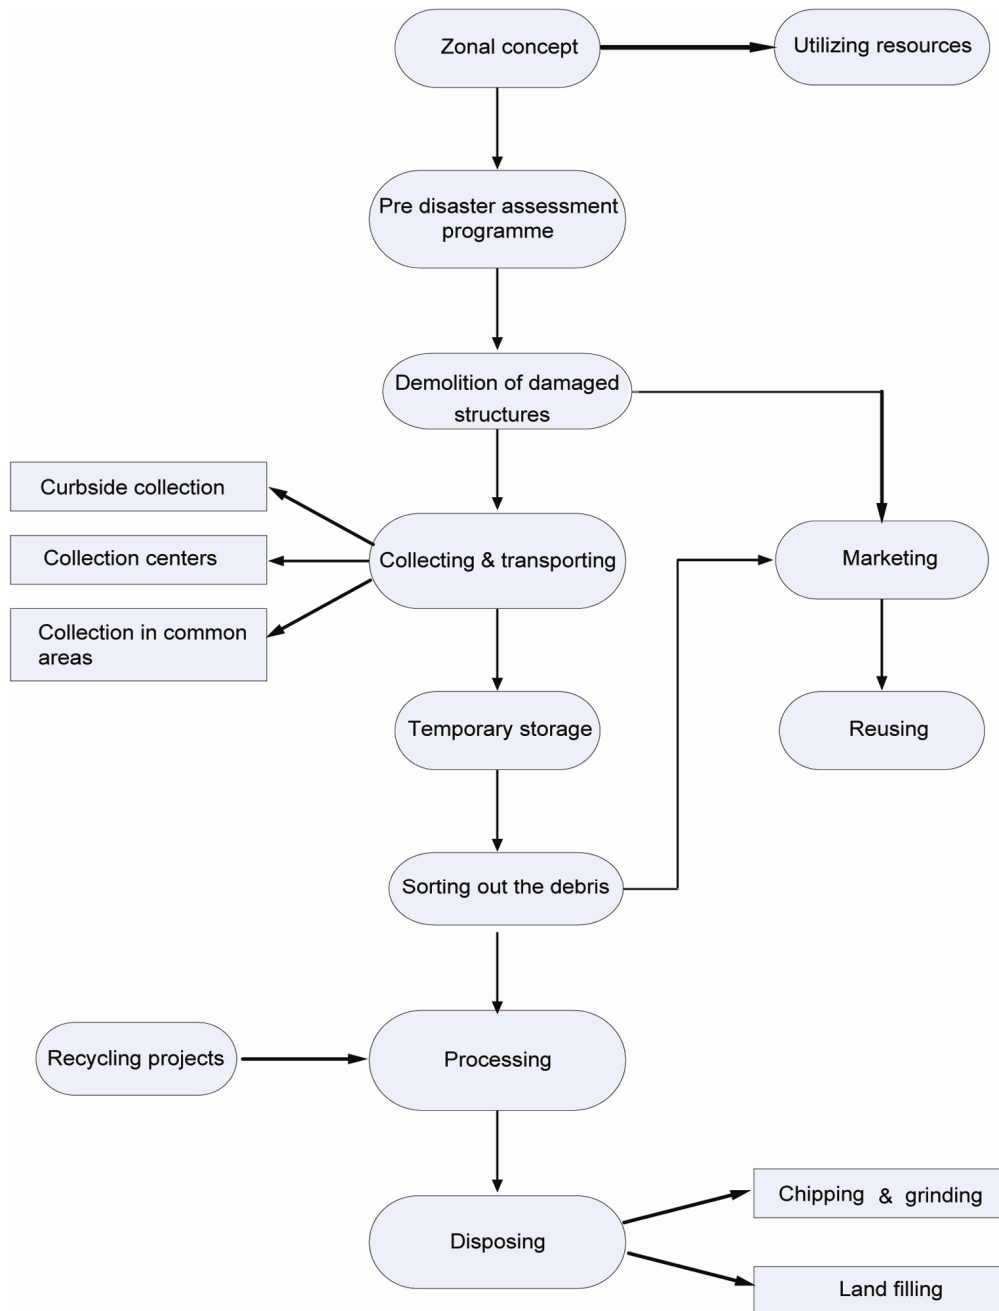 Zonal concept
Utilizing resources
Pre disaster assessment
programme
Demolition of damaged
structures
Curbside collection
Collection centers
Collection in common
areas
Collecting & transporting
Marketing
Temporary storage
Reusing
Sorting out the debris
Recycling projects
Processing
Chipping & grinding
Disposing
Land filling